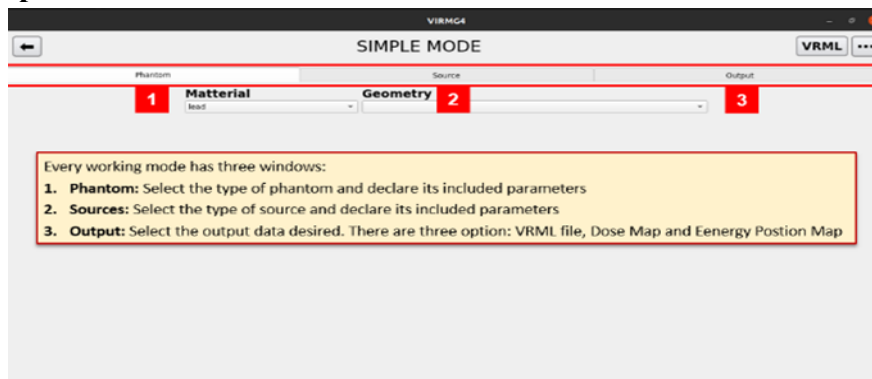 VIRMG4
SIMPLE MODE
VRML
Phantom Source Output
1 Matterial Geometry 2 3
lead
Every working mode has three windows:
1. Phantom: Select the type of phantom and declare its included parameters
2. Sources: Select the type of source and declare its included parameters
3. Output: Select the output data desired. There are three option: VRML file, Dose Map and Eenergy Postion Map